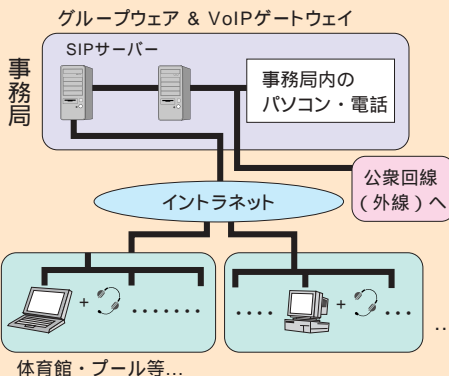 グループウェア & VoIPゲートウェイ
SIPサーバー
事務局
事務局内の
パソコン・電話
公衆回線
(外線)へ
イントラネット
+ ・・・・・・・
・・・・ + ・・・
・・
体育館・プール等...